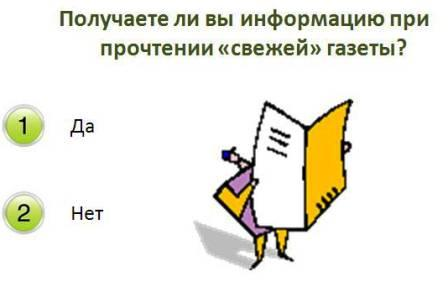 Получаете ли вы информацию при
прочтении «свежей» газеты?
1 Да
2 Нет